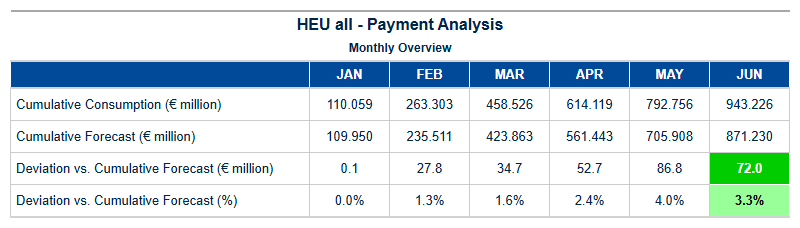 HEU all - Payment Analysis
Monthly Overview
JAN FEB MAR APR MAY JUN
Cumulative Consumption (€ million) 110.059 263.303 458.526 614.119 792.756 943.226
Cumulative Forecast (€ million) 109.950 235.511 423.863 561.443 705.908 871.230
Deviation vs. Cumulative Forecast (€ million) 0.1 27.8 34.7 52.7 86.8 72.0
Deviation vs. Cumulative Forecast (%) 0.0% 1.3% 1.6% 2.4% 4.0% 3.3%